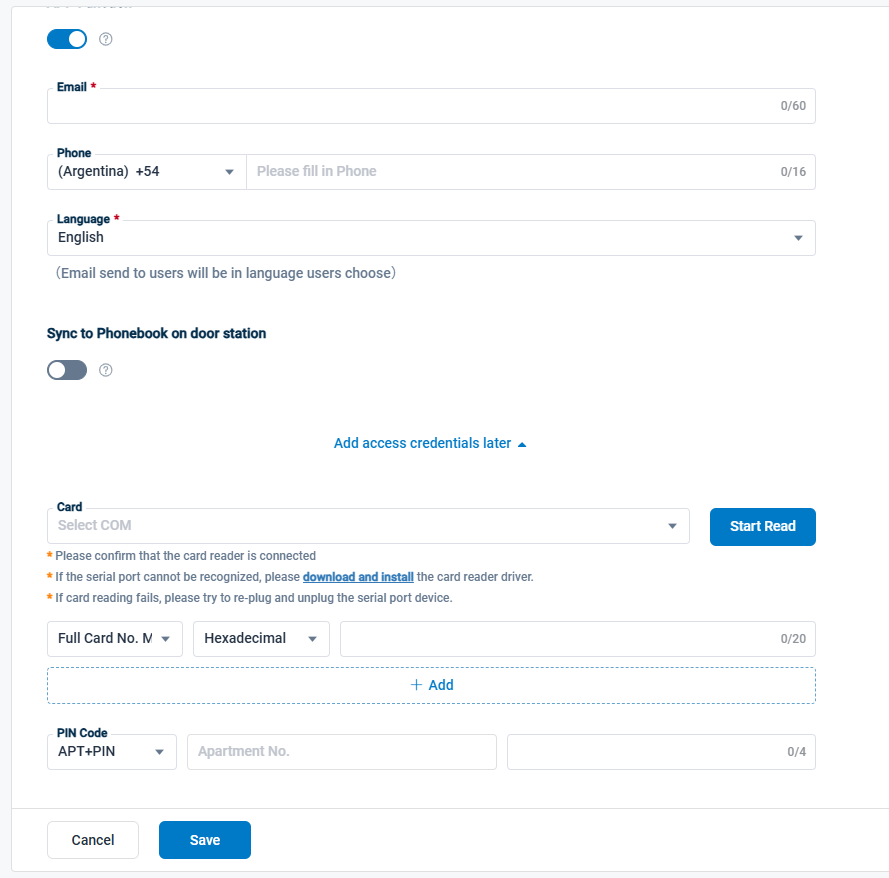 Email *
0/60
Phone
(Argentina) +54
Please fill in Phone
0/16
Language *
English
(Email send to users will be in language users choose)
Sync to Phonebook on door station
Add access credentials later
Card
Select COM
Start Read
* Please confirm that the card reader is connected
* If the serial port cannot be recognized, please download and install the card reader driver.
* If card reading fails, please try to re-plug and unplug the serial port device.
Full Card No. M
Hexadecimal
0/20
+ Add
PIN Code
APT+PIN
Apartment No.
0/4
Cancel
Save